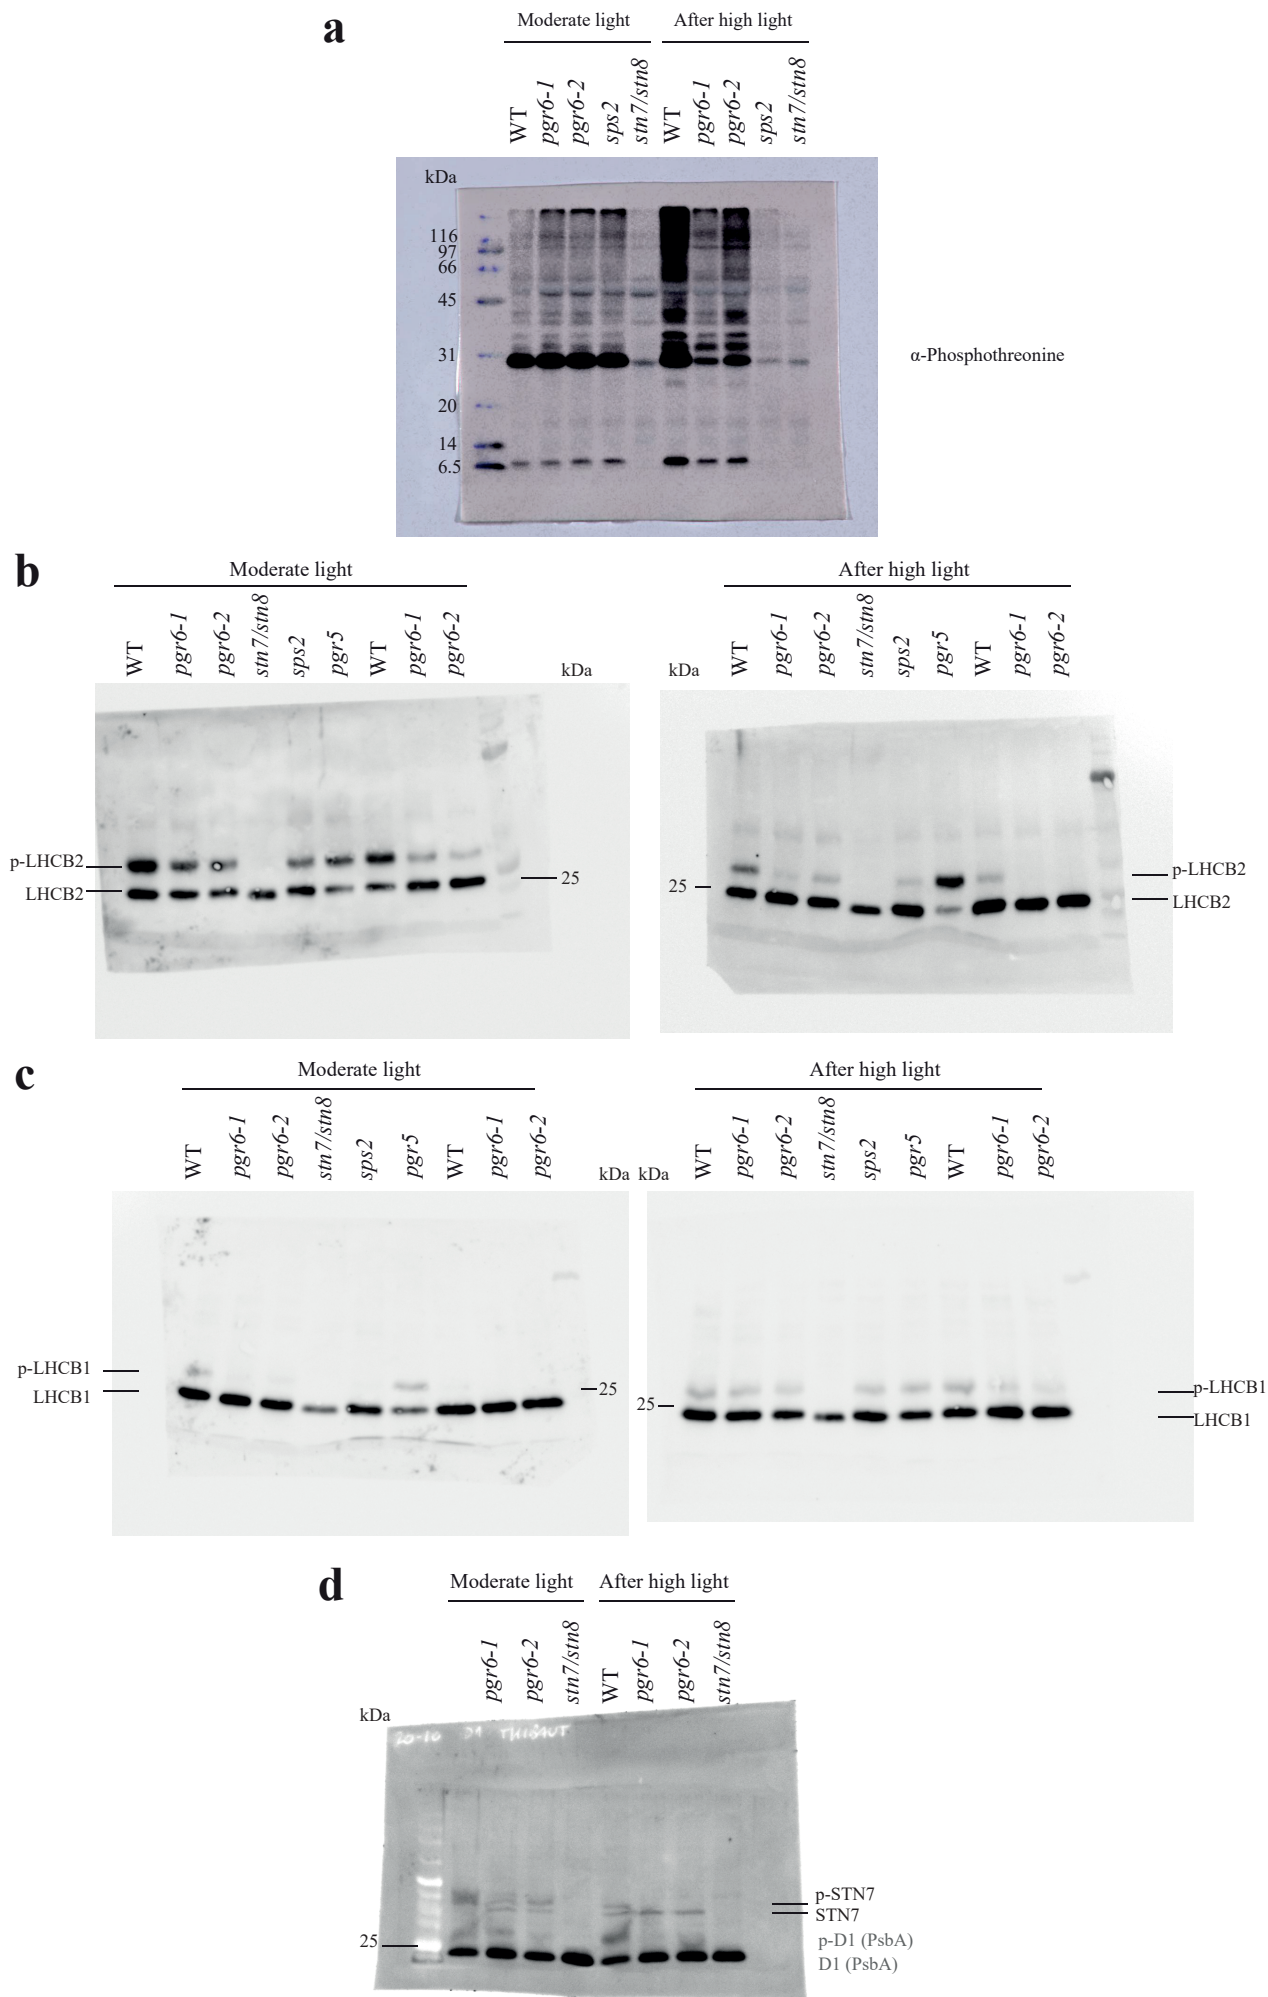 a
Moderate light After high light
WT pgr6-1 pgr6-2 sps2 stn7/stn8 WT pgr6-1 pgr6-2 sps2 stn7/stn8
kDa
116
97
66
45
31
20
14
6.5
α-Phosphothreonine
b
Moderate light After high light
WT pgr6-1 pgr6-2 stn7/stn8 sps2 pgr5 WT pgr6-1 pgr6-2 kDa kDa WT pgr6-1 pgr6-2 stn7/stn8 sps2 pgr5 WT pgr6-1 pgr6-2
p-LHCB2
LHCB2
25
25
p-LHCB2
LHCB2
c
Moderate light After high light
WT pgr6-1 pgr6-2 stn7/stn8 sps2 pgr5 WT pgr6-1 pgr6-2 kDa kDa WT pgr6-1 pgr6-2 stn7/stn8 sps2 pgr5 WT pgr6-1 pgr6-2
p-LHCB1
LHCB1
25
25
p-LHCB1
LHCB1
d
Moderate light After high light
pgr6-1 pgr6-2 stn7/stn8 WT pgr6-1 pgr6-2 stn7/stn8
kDa
20-10 D1 THIBAUT
p-STN7
STN7
25
p-D1 (PsbA)
D1 (PsbA)